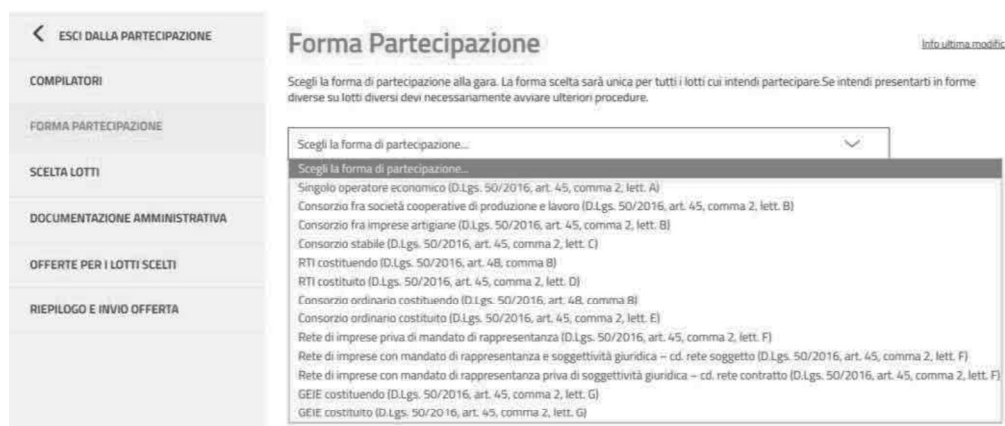 ESCI DALLA PARTECIPAZIONE
COMPILATORI
FORMA PARTECIPAZIONE
SCELTA LOTTI
DOCUMENTAZIONE AMMINISTRATIVA
OFFERTE PER I LOTTI SCELTI
RIEPILOGO E INVIO OFFERTA
Forma Partecipazione
Info ultima modific
Scegli la forma di partecipazione alla gara. La forma scelta sarà unica per tutti i lotti cui intendi partecipare.Se intendi presentarti in forme
diverse su lotti diversi devi necessariamente avviare ulteriori procedure.
Scegli la forma di partecipazione...
Scegli la forma di partecipazione...
Singolo operatore economico (D.Lgs. 50/2016, art. 45, comma 2, lett. A)
Consorzio fra società cooperative di produzione e lavoro (D.Lgs. 50/2016, art. 45, comma 2, lett. B)
Consorzio fra imprese artigiane (D.Lgs. 50/2016, art. 45, comma 2, lett. B)
Consorzio stabile (D.Lgs. 50/2016, art. 45, comma 2, lett. C)
RTI costituendo (D.Lgs. 50/2016, art. 48, comma 8)
RTI costituito (D.Lgs. 50/2016, art. 45, comma 2, lett. D)
Consorzio ordinario costituendo (D.Lgs. 50/2016, art. 48, comma 8)
Consorzio ordinario costituito (D.Lgs. 50/2016, art. 45, comma 2, lett. E)
Rete di imprese priva di mandato di rappresentanza (D.Lgs. 50/2016, art. 45, comma 2, lett. F)
Rete di imprese con mandato di rappresentanza e soggettività giuridica – cd. rete soggetto (D.Lgs. 50/2016, art. 45, comma 2, lett. F)
Rete di imprese con mandato di rappresentanza priva di soggettività giuridica – cd. rete contratto (D.Lgs. 50/2016, art. 45, comma 2, lett. F)
GEIE costituendo (D.Lgs. 50/2016, art. 45, comma 2, lett. G)
GEIE costituito (D.Lgs. 50/2016, art. 45, comma 2, lett. G)